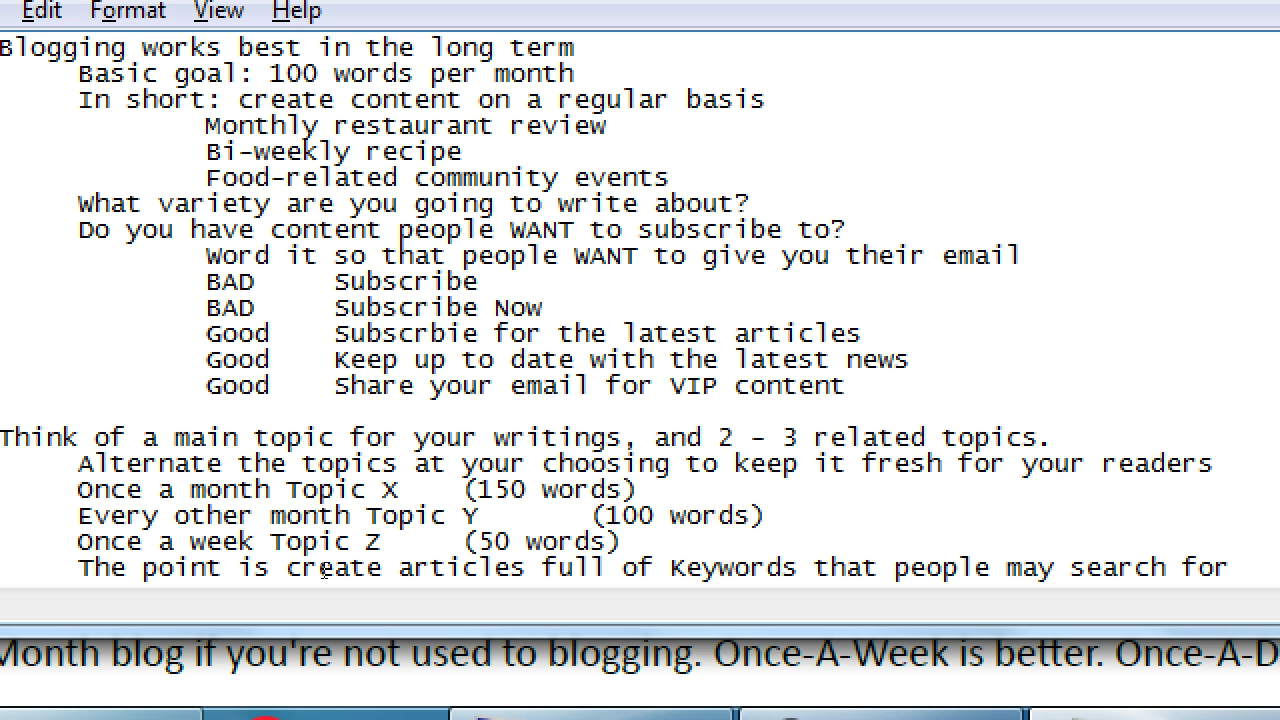 Edit Format View Help
Blogging works best in the long term
Basic goal: 100 words per month
In short: create content on a regular basis
Monthly restaurant review
Bi-weekly recipe
Food-related community events
What variety are you going to write about?
Do you have content people WANT to subscribe to?
Word it so that people WANT to give you their email
BAD Subscribe
BAD Subscribe Now
Good Subscrbie for the latest articles
Good Keep up to date with the latest news
Good Share your email for VIP content
Think of a main topic for your writings, and 2 - 3 related topics.
Alternate the topics at your choosing to keep it fresh for your readers
Once a month Topic X (150 words)
Every other month Topic Y (100 words)
Once a week Topic Z (50 words)
The point is create articles full of Keywords that people may search for
Month blog if you're not used to blogging. Once-A-Week is better. Once-A-D